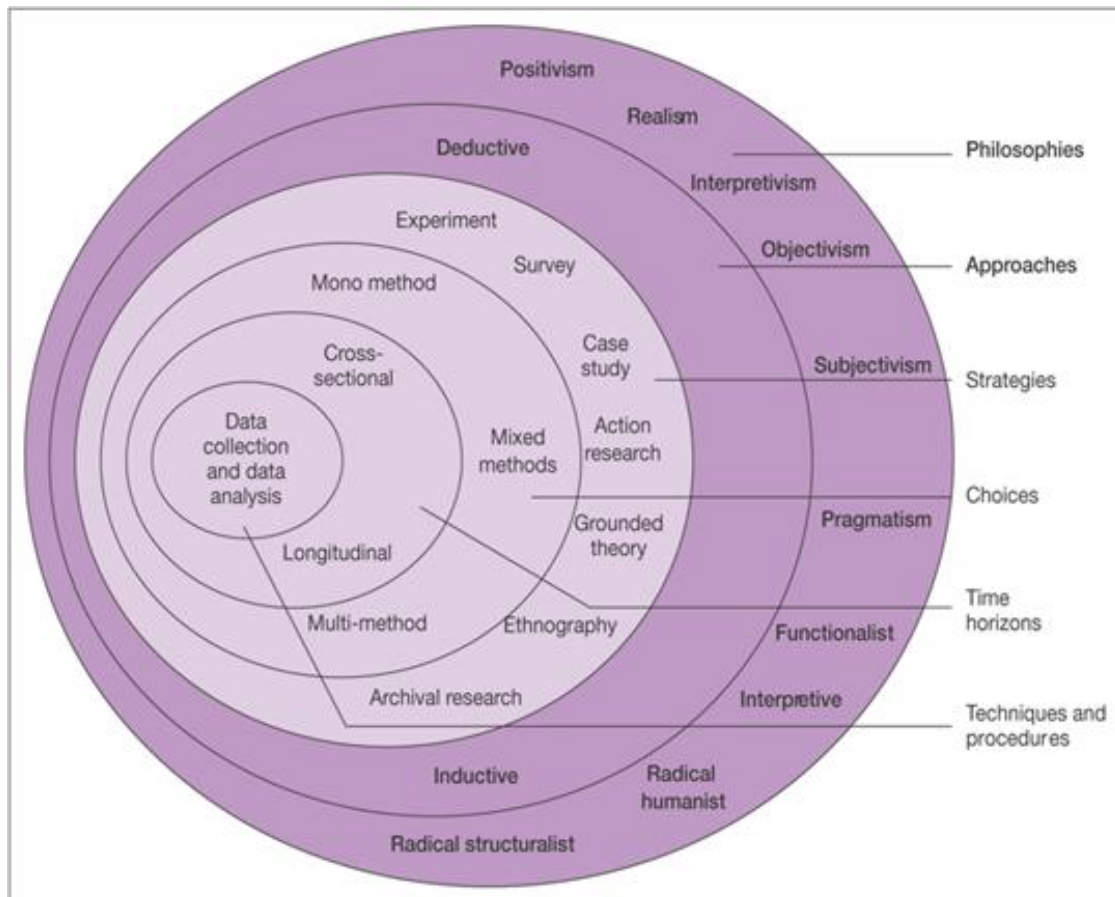 Positivism
Realism
Philosophies
Deductive
Interpretivism
Experiment
Objectivism
Survey
Approaches
Mono method
Case
study
Cross-
sectional
Subjectivism
Strategies
Data
collection
and data
analysis
Mixed
methods
Action
research
Choices
Pragmatism
Grounded
theory
Longitudinal
Time
horizons
Multi-method
Ethnography
Functionalist
Archival research
Interpretive
Techniques and
procedures
Inductive
Radical
humanist
Radical structuralist